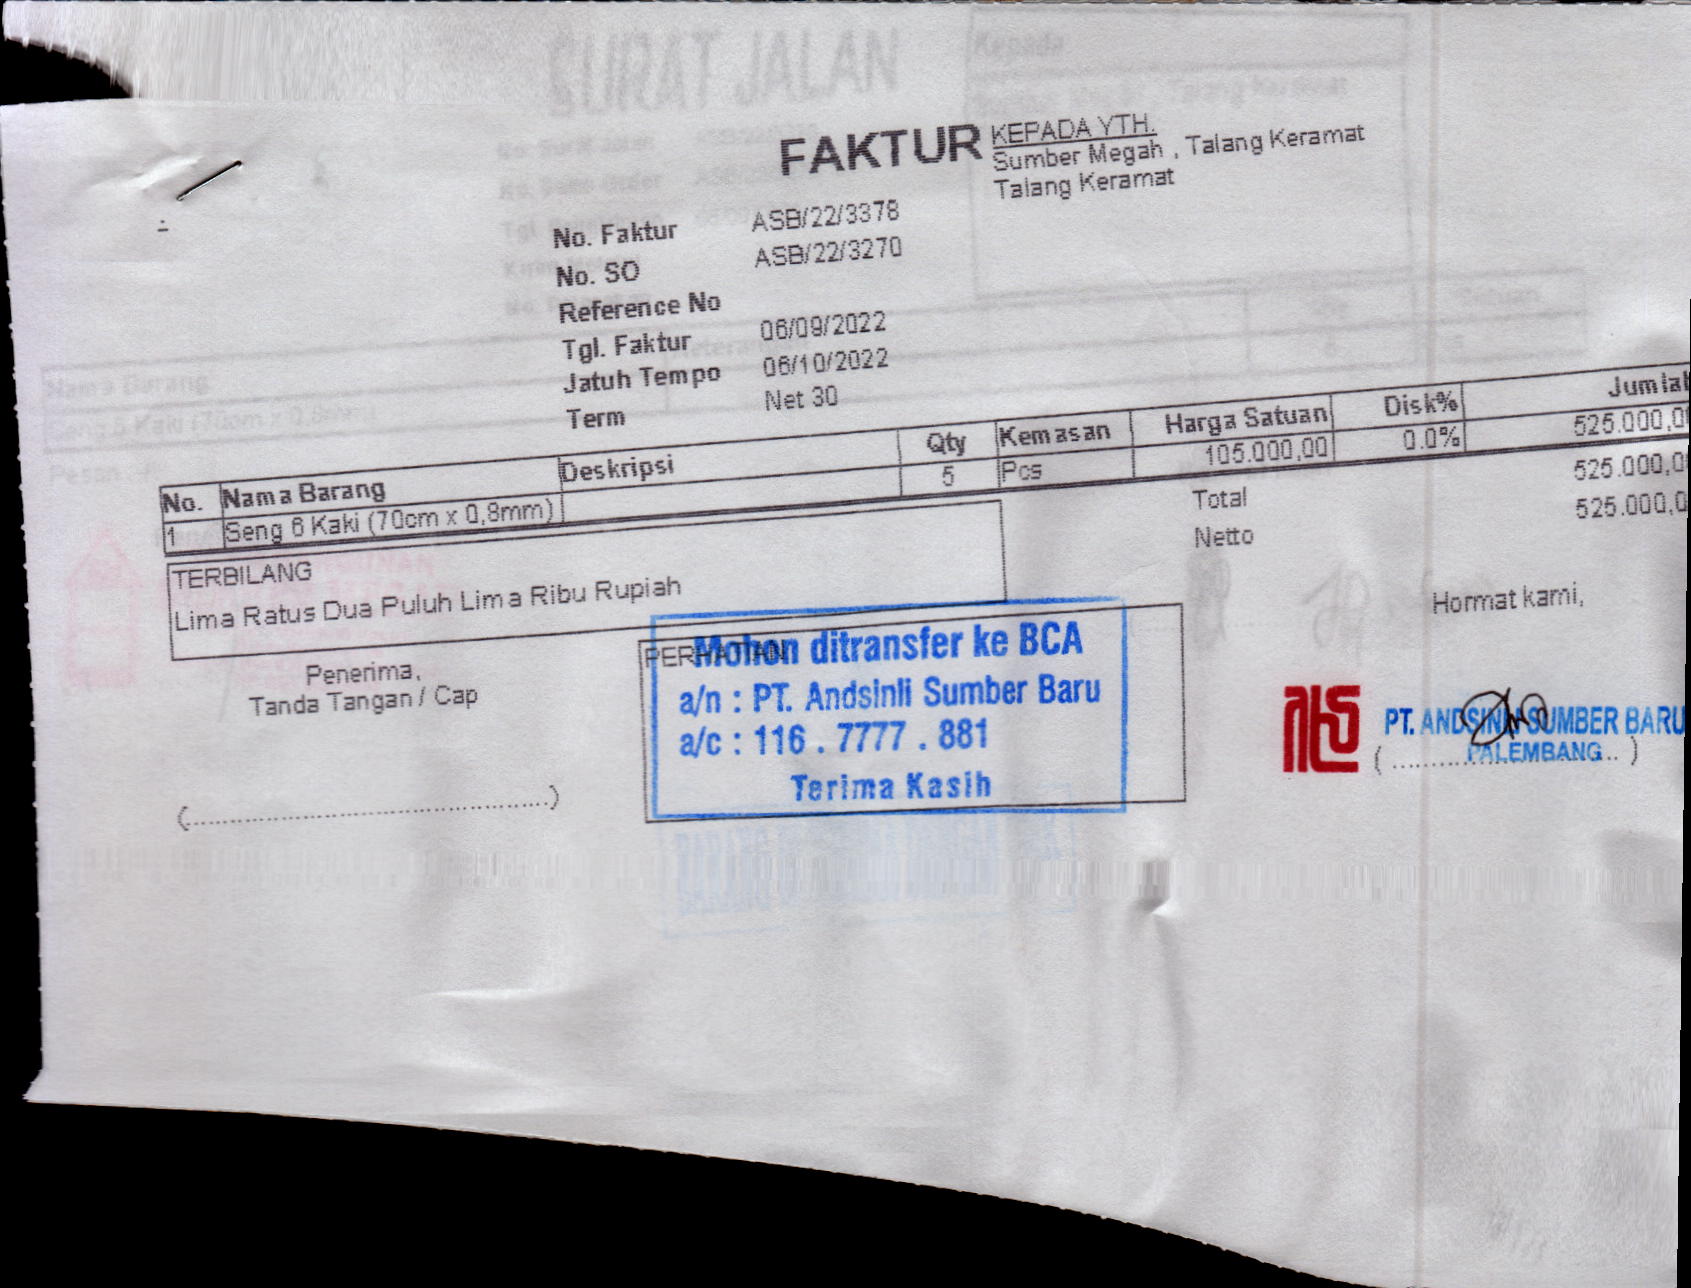 SURAT JALAN
Kepada
FAKTUR
KEPADA YTH.
Sumber Megah , Talang Keramat
Talang Keramat
No. Faktur ASB/22/3378
No. SO ASB/22/3270
Reference No
Tgl. Faktur 06/09/2022
Jatuh Tempo 06/10/2022
Term Net 30
No. Nama Barang Deskripsi Qty Kemasan Harga Satuan Disk% Jumlah
1 Seng 6 Kaki (70cm x 0,8mm) 5 Pcs 105.000,00 0.0% 525.000,0
Total 525.000,0
Netto 525.000,0
TERBILANG
Lima Ratus Dua Puluh Lima Ribu Rupiah
Hormat kami,
Penerima,
Tanda Tangan / Cap
(....................................)
PERHATIAN
Mohon ditransfer ke BCA
a/n : PT. Andsinli Sumber Baru
a/c : 116 . 7777 . 881
Terima Kasih
PT. ANDSINLI SUMBER BARU
PALEMBANG